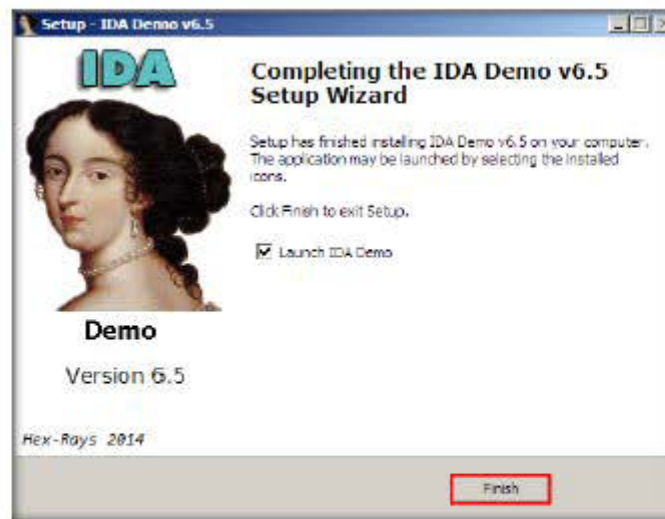 Setup - IDA Demo v6.5
IDA
Completing the IDA Demo v6.5
Setup Wizard
Setup has finished installing IDA Demo v6.5 on your computer.
The application may be launched by selecting the installed
icons.
Click Finish to exit Setup.
Launch IDA Demo
Demo
Version 6.5
Hex-Rays 2014
Finish